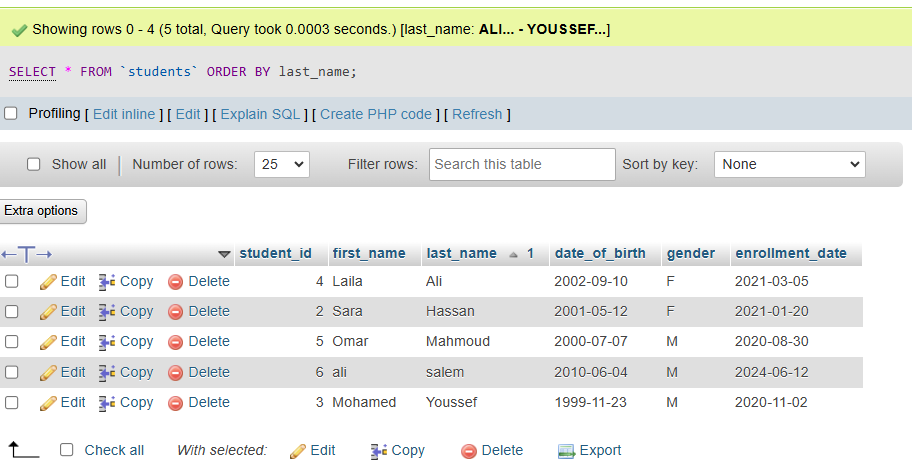 Showing rows 0 - 4 (5 total, Query took 0.0003 seconds.) [last_name: ALI... - YOUSSEF...]
SELECT * FROM `students` ORDER BY last_name;
Profiling [ Edit inline ] [ Edit ] [ Explain SQL ] [ Create PHP code ] [ Refresh ]
Show all Number of rows: 25 Filter rows: Search this table Sort by key: None
Extra options
←T→ student_id first_name last_name 1 date_of_birth gender enrollment_date
Edit Copy Delete 4 Laila Ali 2002-09-10 F 2021-03-05
Edit Copy Delete 2 Sara Hassan 2001-05-12 F 2021-01-20
Edit Copy Delete 5 Omar Mahmoud 2000-07-07 M 2020-08-30
Edit Copy Delete 6 ali salem 2010-06-04 M 2024-06-12
Edit Copy Delete 3 Mohamed Youssef 1999-11-23 M 2020-11-02
Check all With selected: Edit Copy Delete Export